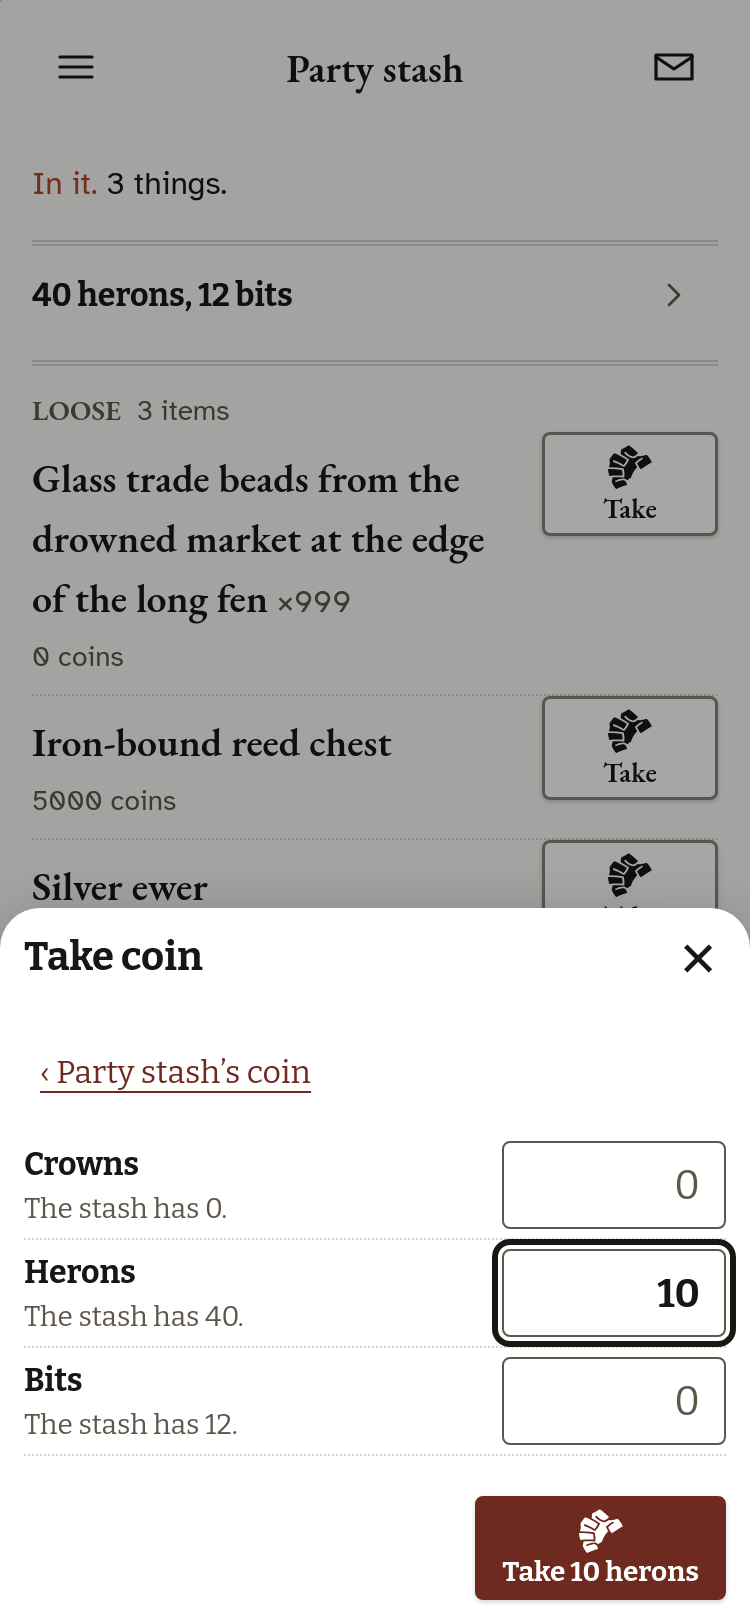 Party stash
In it. 3 things.
40 herons, 12 bits
LOOSE 3 items
Glass trade beads from the
drowned market at the edge
of the long fen ×999
0 coins
Take
Iron-bound reed chest
5000 coins
Take
Silver ewer
Take coin
‹ Party stash’s coin
Crowns
The stash has 0.
0
Herons
The stash has 40.
10
Bits
The stash has 12.
0
Take 10 herons